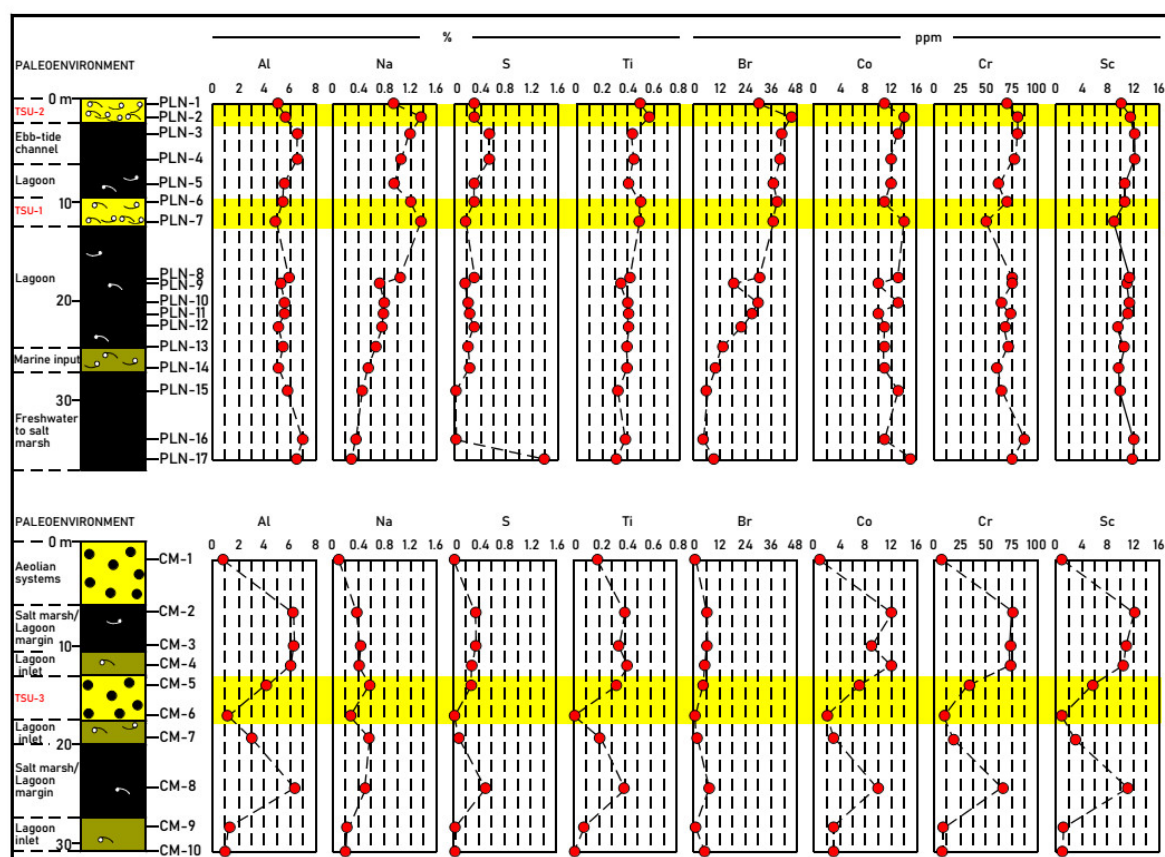 % ppm
PALEOENVIRONMENT Al Na S Ti Br Co Cr Sc
0 m 0 2 4 6 8 0 0.4 0.8 1.2 1.6 0 0.4 0.8 1.2 1.6 0 0.2 0.4 0.6 0.8 0 12 24 36 48 0 4 8 12 16 0 25 50 75 100 0 4 8 12 16
PLN-1
TSU-2
PLN-2
Ebb-tide
channel
PLN-3
PLN-4
Lagoon
PLN-5
10
PLN-6
TSU-1
PLN-7
Lagoon
PLN-8
PLN-9
20
PLN-10
PLN-11
PLN-12
PLN-13
Marine input
PLN-14
PLN-15
30
Freshwater
to salt
marsh
PLN-16
PLN-17
PALEOENVIRONMENT Al Na S Ti Br Co Cr Sc
0 m 0 2 4 6 8 0 0.4 0.8 1.2 1.6 0 0.4 0.8 1.2 1.6 0 0.2 0.4 0.6 0.8% 0 12 24 36 48 0 4 8 12 16 0 25 50 75 100 0 4 8 12 16
Aeolian
systems
CM-1
Salt marsh/
Lagoon
margin
CM-2
10
CM-3
Lagoon
inlet
CM-4
TSU-3
CM-5
CM-6
Lagoon
inlet
CM-7
20
Salt marsh/
Lagoon
margin
CM-8
Lagoon
inlet
CM-9
30
CM-10